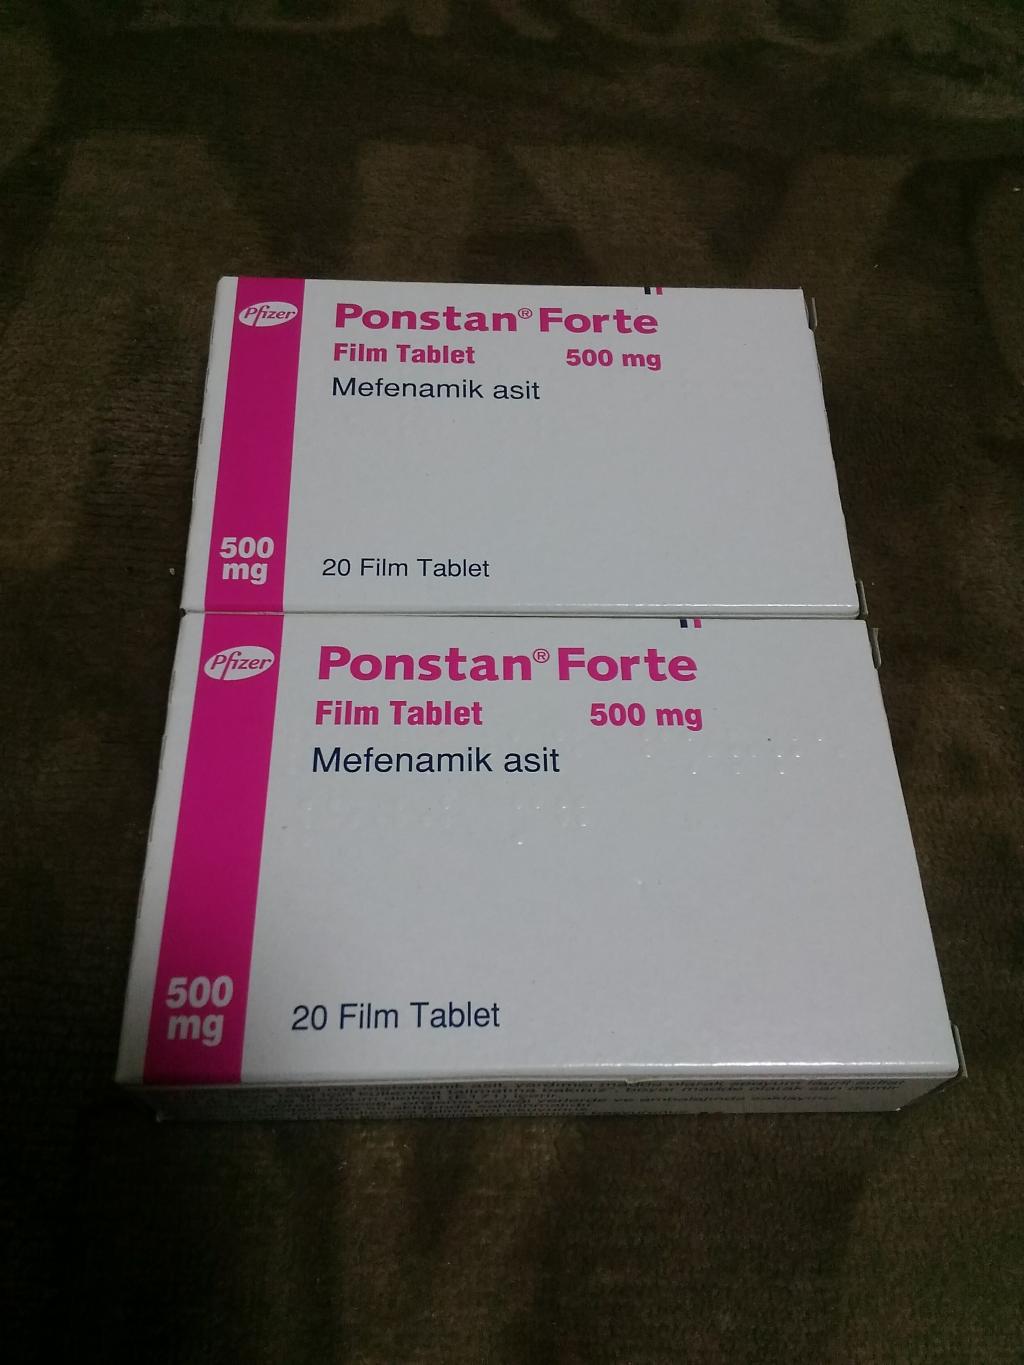 Pfizer
Ponstan® Forte
Film Tablet 500 mg
Mefenamik asit
500
mg
20 Film Tablet
Pfizer
Ponstan® Forte
Film Tablet 500 mg
Mefenamik asit
500
mg
20 Film Tablet